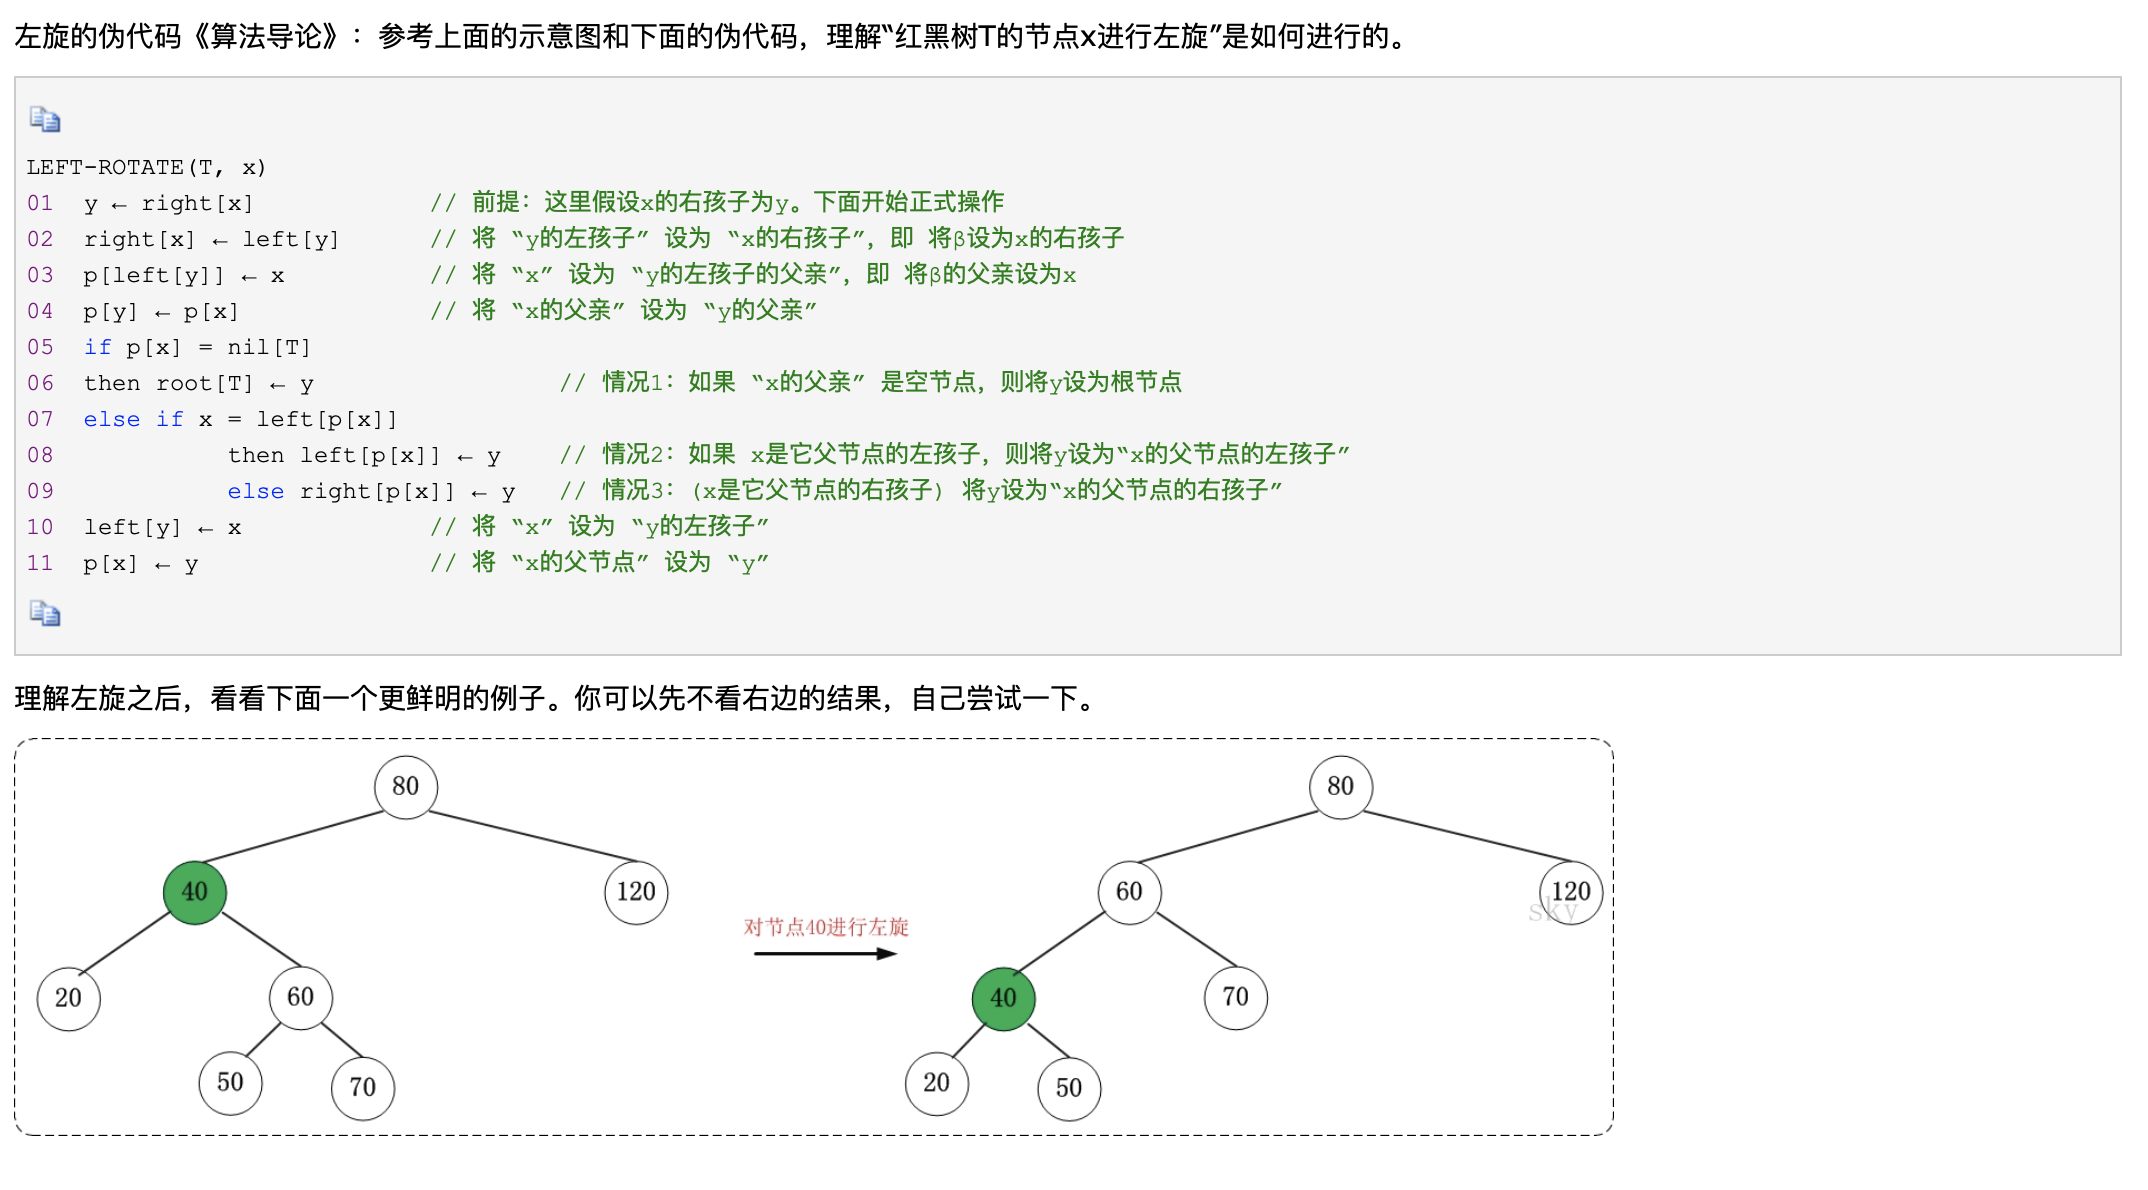 左旋的伪代码《算法导论》：参考上面的示意图和下面的伪代码，理解“红黑树T的节点x进行左旋”是如何进行的。
LEFT-ROTATE(T, x)
01  y ← right[x]            // 前提：这里假设x的右孩子为y。下面开始正式操作
02  right[x] ← left[y]      // 将 “y的左孩子” 设为 “x的右孩子”，即 将β设为x的右孩子
03  p[left[y]] ← x          // 将 “x” 设为 “y的左孩子的父亲”，即 将β的父亲设为x
04  p[y] ← p[x]             // 将 “x的父亲” 设为 “y的父亲”
05  if p[x] = nil[T]
06  then root[T] ← y                 // 情况1：如果 “x的父亲” 是空节点，则将y设为根节点
07  else if x = left[p[x]]
08            then left[p[x]] ← y    // 情况2：如果 x是它父节点的左孩子，则将y设为“x的父节点的左孩子”
09            else right[p[x]] ← y   // 情况3：(x是它父节点的右孩子) 将y设为“x的父节点的右孩子”
10  left[y] ← x             // 将 “x” 设为 “y的左孩子”
11  p[x] ← y                // 将 “x的父节点” 设为 “y”
理解左旋之后，看看下面一个更鲜明的例子。你可以先不看右边的结果，自己尝试一下。
80
40
120
20
60
50
70
对节点40进行左旋
80
60
120
sky
40
70
20
50